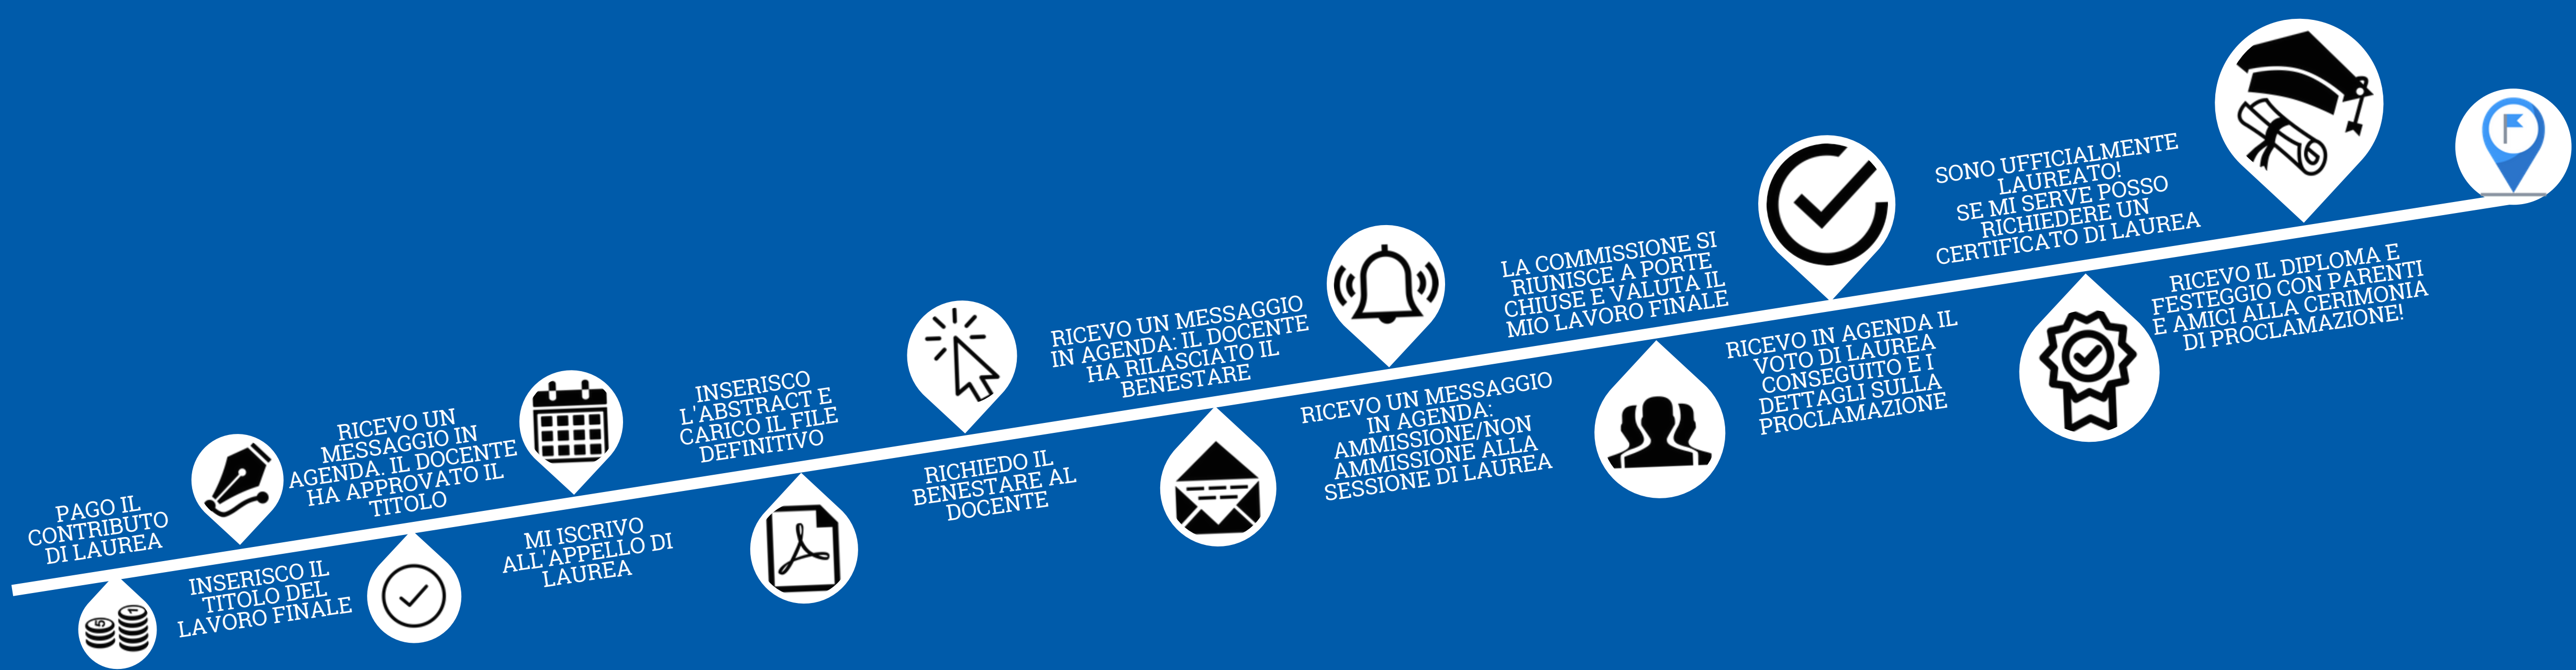 PAGO IL
CONTRIBUTO
DI LAUREA
INSERISCO IL
TITOLO DEL
LAVORO FINALE
RICEVO UN
MESSAGGIO IN
AGENDA. IL DOCENTE
HA APPROVATO IL
TITOLO
MI ISCRIVO
ALL'APPELLO DI
LAUREA
INSERISCO
L'ABSTRACT E
CARICO IL FILE
DEFINITIVO
RICHIEDO IL
BENESTARE AL
DOCENTE
RICEVO UN MESSAGGIO
IN AGENDA: IL DOCENTE
HA RILASCIATO IL
BENESTARE
RICEVO UN MESSAGGIO
IN AGENDA:
AMMISSIONE/NON
AMMISSIONE ALLA
SESSIONE DI LAUREA
LA COMMISSIONE SI
RIUNISCE A PORTE
CHIUSE E VALUTA IL
MIO LAVORO FINALE
RICEVO IN AGENDA IL
VOTO DI LAUREA
CONSEGUITO E I
DETTAGLI SULLA
PROCLAMAZIONE
SONO UFFICIALMENTE
LAUREATO!
SE MI SERVE POSSO
RICHIEDERE UN
CERTIFICATO DI LAUREA
RICEVO IL DIPLOMA E
FESTEGGIO CON PARENTI
E AMICI ALLA CERIMONIA
DI PROCLAMAZIONE!
5
1